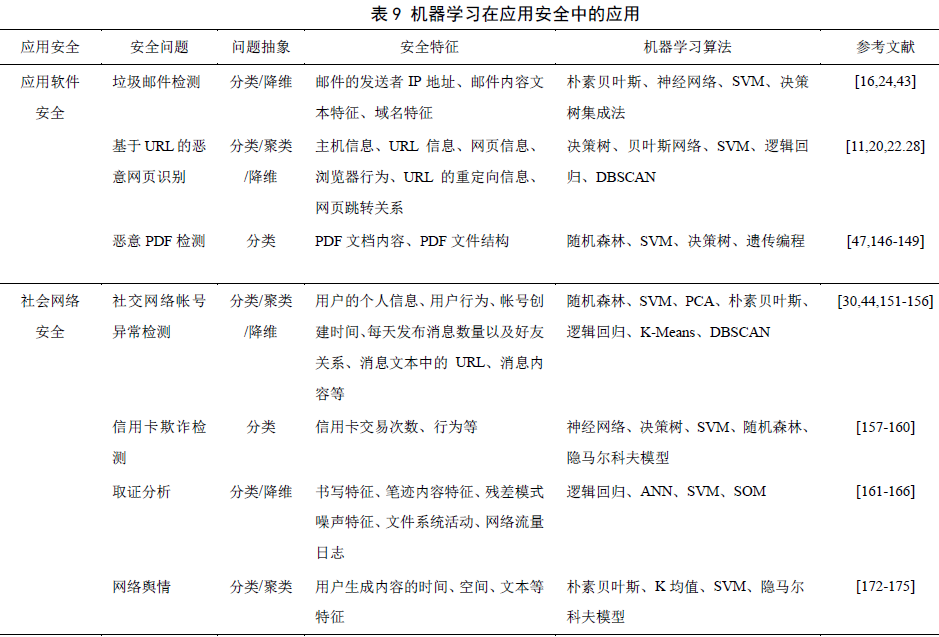 表 9 机器学习在应用安全中的应用
应用安全 安全问题 问题抽象 安全特征 机器学习算法 参考文献
应用软件 垃圾邮件检测 分类/降维 邮件的发送者 IP 地址、邮件内容文 朴素贝叶斯、神经网络、SVM、决策 [16,24,43]
安全 本特征、域名特征 树集成法
基于 URL 的恶 分类/聚类 主机信息、URL 信息、网页信息、 决策树、贝叶斯网络、SVM、逻辑回 [11,20,22.28]
意网页识别 /降维 浏览器行为、URL 的重定向信息、 归、DBSCAN
网页跳转关系
恶意 PDF 检测 分类 PDF 文档内容、PDF 文件结构 随机森林、SVM、决策树、遗传编程 [47,146-149]
社会网络 社交网络帐号 分类/聚类 用户的个人信息、用户行为、帐号创 随机森林、SVM、PCA、朴素贝叶斯、 [30,44,151-156]
安全 异常检测 /降维 建时间、每天发布消息数量以及好友 逻辑回归、K-Means、DBSCAN
关系、消息文本中的 URL、消息内
容等
信用卡欺诈检 分类 信用卡交易次数、行为等 神经网络、决策树、SVM、随机森林、 [157-160]
测 隐马尔科夫模型
取证分析 分类/降维 书写特征、笔迹内容特征、残差模式 逻辑回归、ANN、SVM、SOM [161-166]
噪声特征、文件系统活动、网络流量
日志
网络舆情 分类/聚类 用户生成内容的时间、空间、文本等 朴素贝叶斯、K 均值、SVM、隐马尔 [172-175]
特征 科夫模型